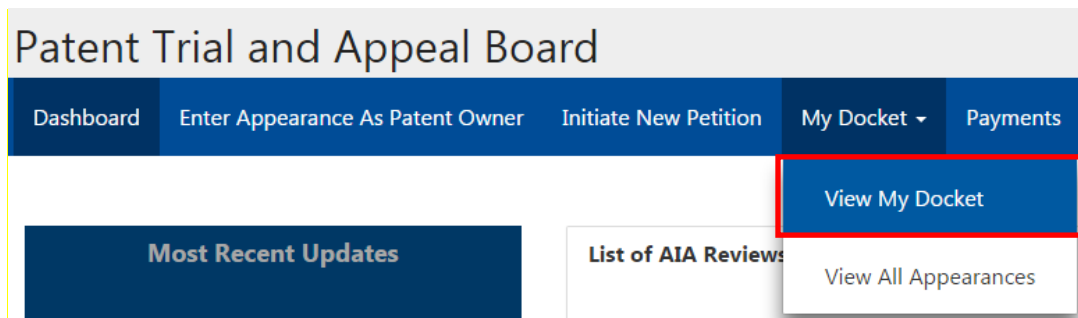 Patent Trial and Appeal Board
Dashboard Enter Appearance As Patent Owner Initiate New Petition My Docket Payments
View My Docket
Most Recent Updates List of AIA Reviews
View All Appearances